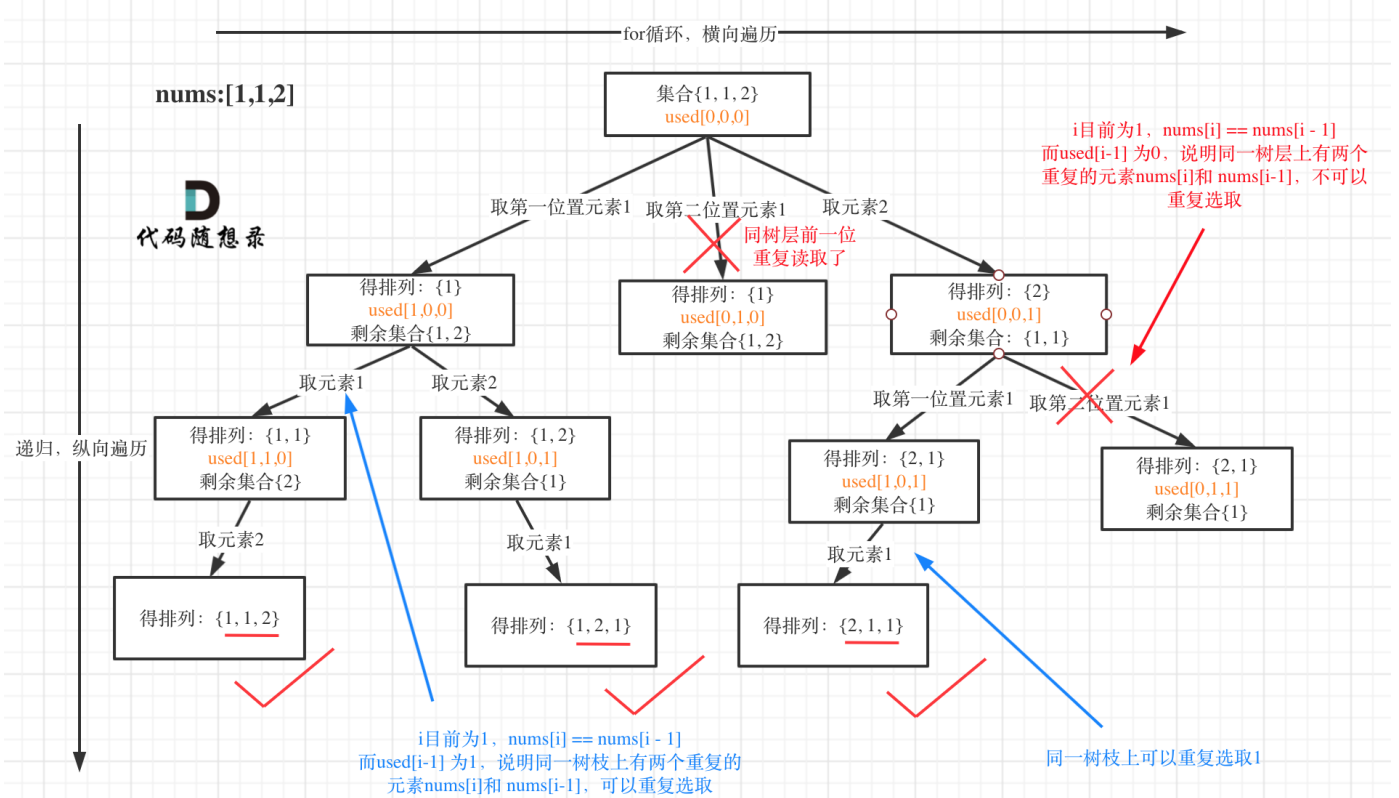 for循环，横向遍历
nums:[1,1,2]
集合{1, 1, 2}
used[0,0,0]
i目前为1，nums[i] == nums[i - 1]
而used[i-1] 为0，说明同一树层上有两个
重复的元素nums[i]和 nums[i-1]，不可以
重复选取
代码随想录
取第一位置元素1
取第二位置元素1
取元素2
同树层前一位
重复读取了
得排列：{1}
used[1,0,0]
剩余集合{1, 2}
得排列：{1}
used[0,1,0]
剩余集合{1, 2}
得排列：{2}
used[0,0,1]
剩余集合：{1, 1}
取元素1
取元素2
取第一位置元素1
取第二位置元素1
递归，纵向遍历
得排列：{1, 1}
used[1,1,0]
剩余集合{2}
得排列：{1, 2}
used[1,0,1]
剩余集合{1}
得排列：{2, 1}
used[1,0,1]
剩余集合{1}
得排列：{2, 1}
used[0,1,1]
剩余集合{1}
取元素2
取元素1
取元素1
得排列：{1, 1, 2}
得排列：{1, 2, 1}
得排列：{2, 1, 1}
i目前为1，nums[i] == nums[i - 1]
而used[i-1] 为1，说明同一树枝上有两个重复的
元素nums[i]和 nums[i-1]，可以重复选取
同一树枝上可以重复选取1